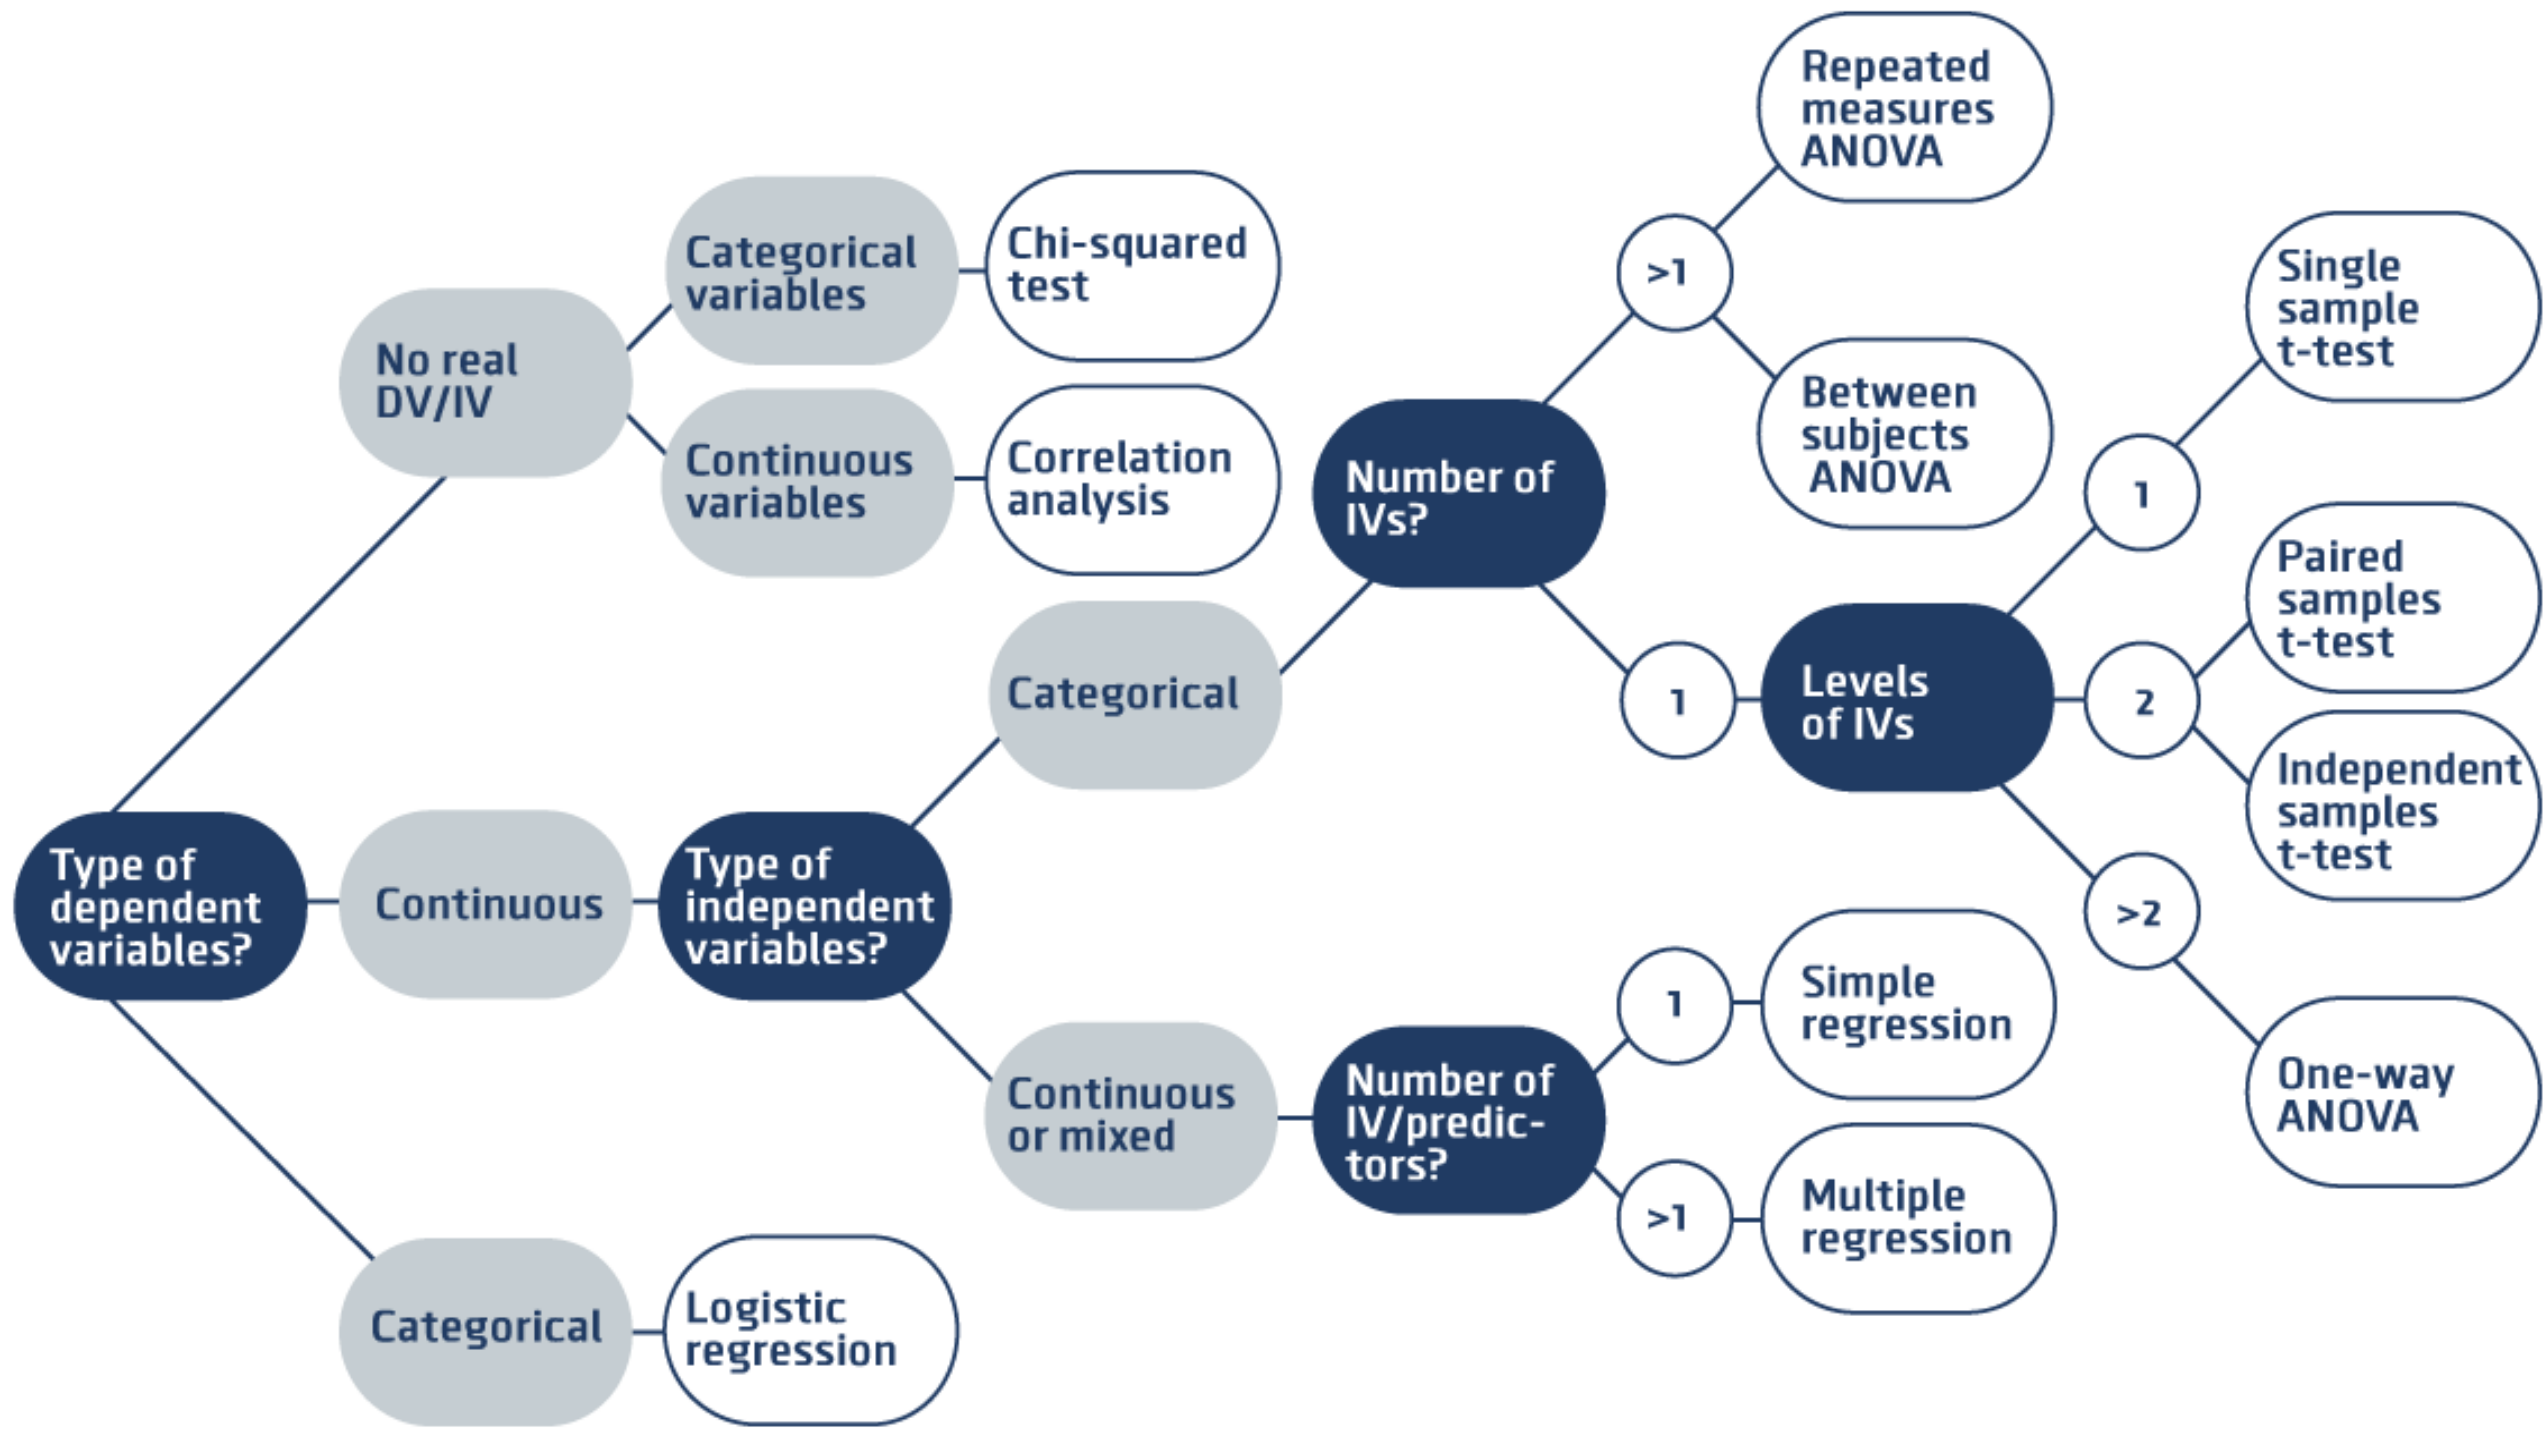 Type of
dependent
variables?
No real
DV/IV
Categorical
variables
Chi-squared
test
Continuous
variables
Correlation
analysis
Continuous
Type of
independent
variables?
Categorical
Number of
IVs?
>1
Repeated
measures
ANOVA
Between
subjects
ANOVA
1
Levels
of IVs
1
Single
sample
t-test
2
Paired
samples
t-test
Independent
samples
t-test
>2
One-way
ANOVA
Continuous
or mixed
Number of
IV/predic-
tors?
1
Simple
regression
>1
Multiple
regression
Categorical
Logistic
regression